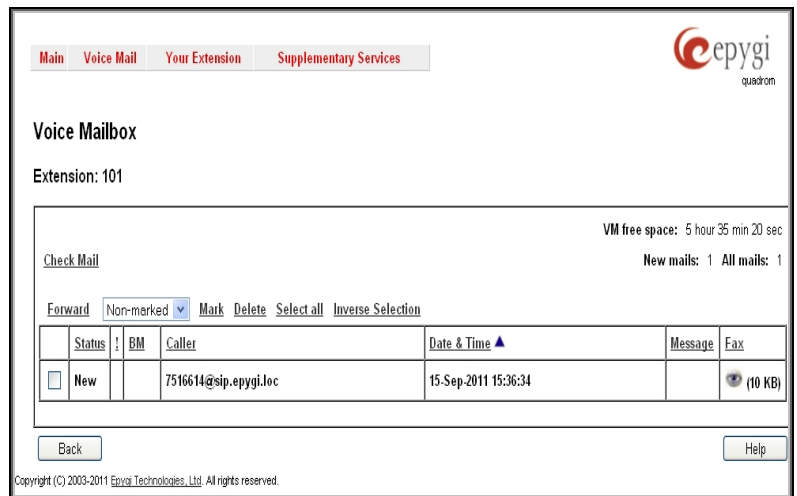 Main Voice Mail Your Extension Supplementary Services
epygi
quadrom
Voice Mailbox
Extension: 101
VM free space: 5 hour 35 min 20 sec
Check Mail New mails: 1 All mails: 1
Forward Non-marked Mark Delete Select all Inverse Selection
Status ! BM Caller Date & Time Message Fax
New 7516614@sip.epygi.loc 15-Sep-2011 15:36:34 (10 KB)
Back Help
Copyright (C) 2003-2011 Epygi Technologies, Ltd. All rights reserved.